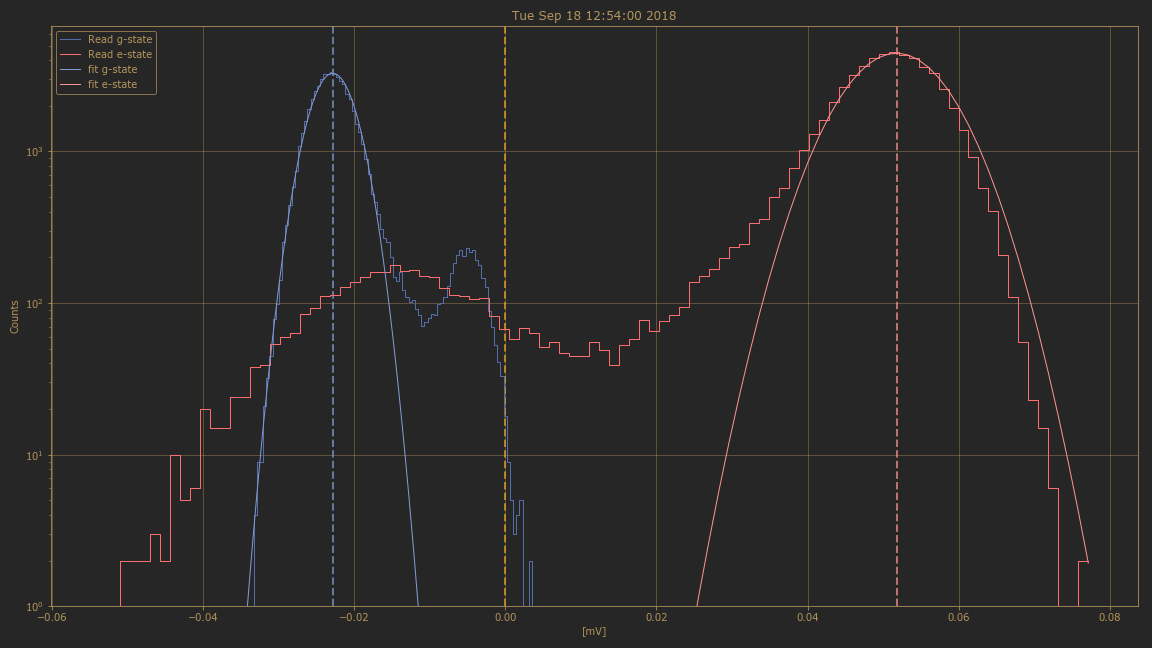 Tue Sep 18 12:54:00 2018
Read g-state
Read e-state
fit g-state
fit e-state
Counts
10³
10²
10¹
10⁰
−0.06 −0.04 −0.02 0.00 0.02 0.04 0.06 0.08
[mV]